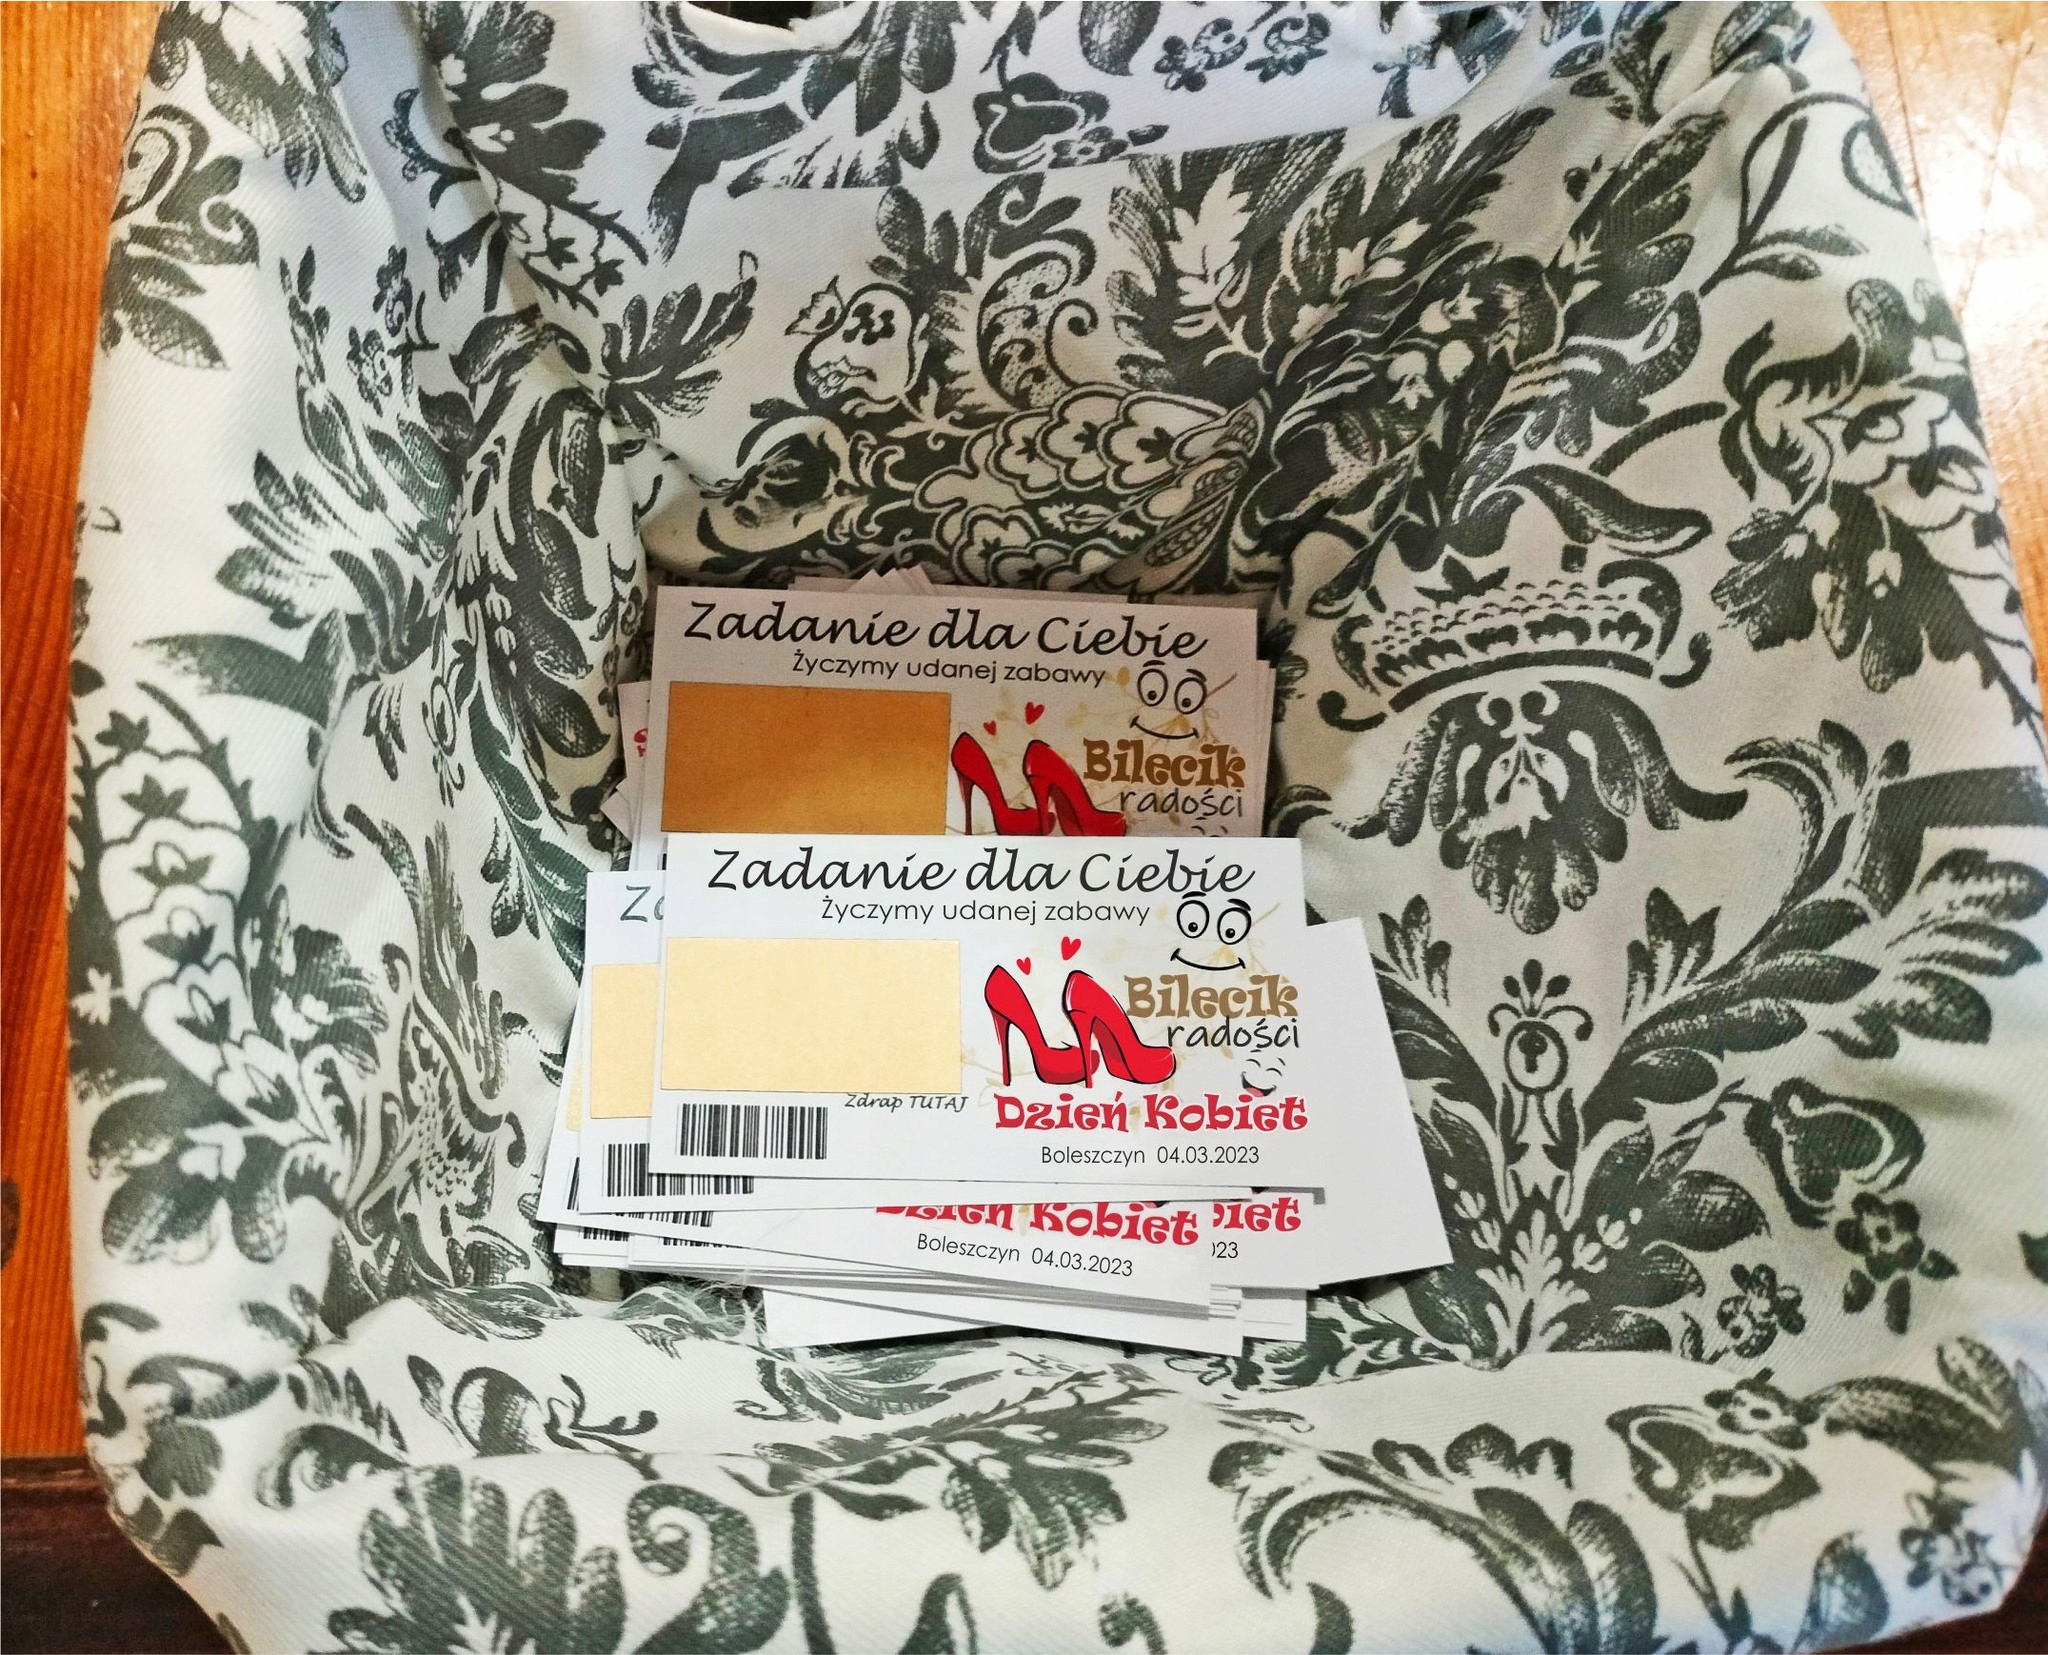 Zadanie dla Ciebie
Życzymy udanej zabawy
Bilecik
radości
Zadanie dla Ciebie
Życzymy udanej zabawy
Bilecik
radości
Zdrap TUTAJ
Dzień Kobiet
Boleszczyn 04.03.2023
Dzień Kobiet
Boleszczyn 04.03.2023